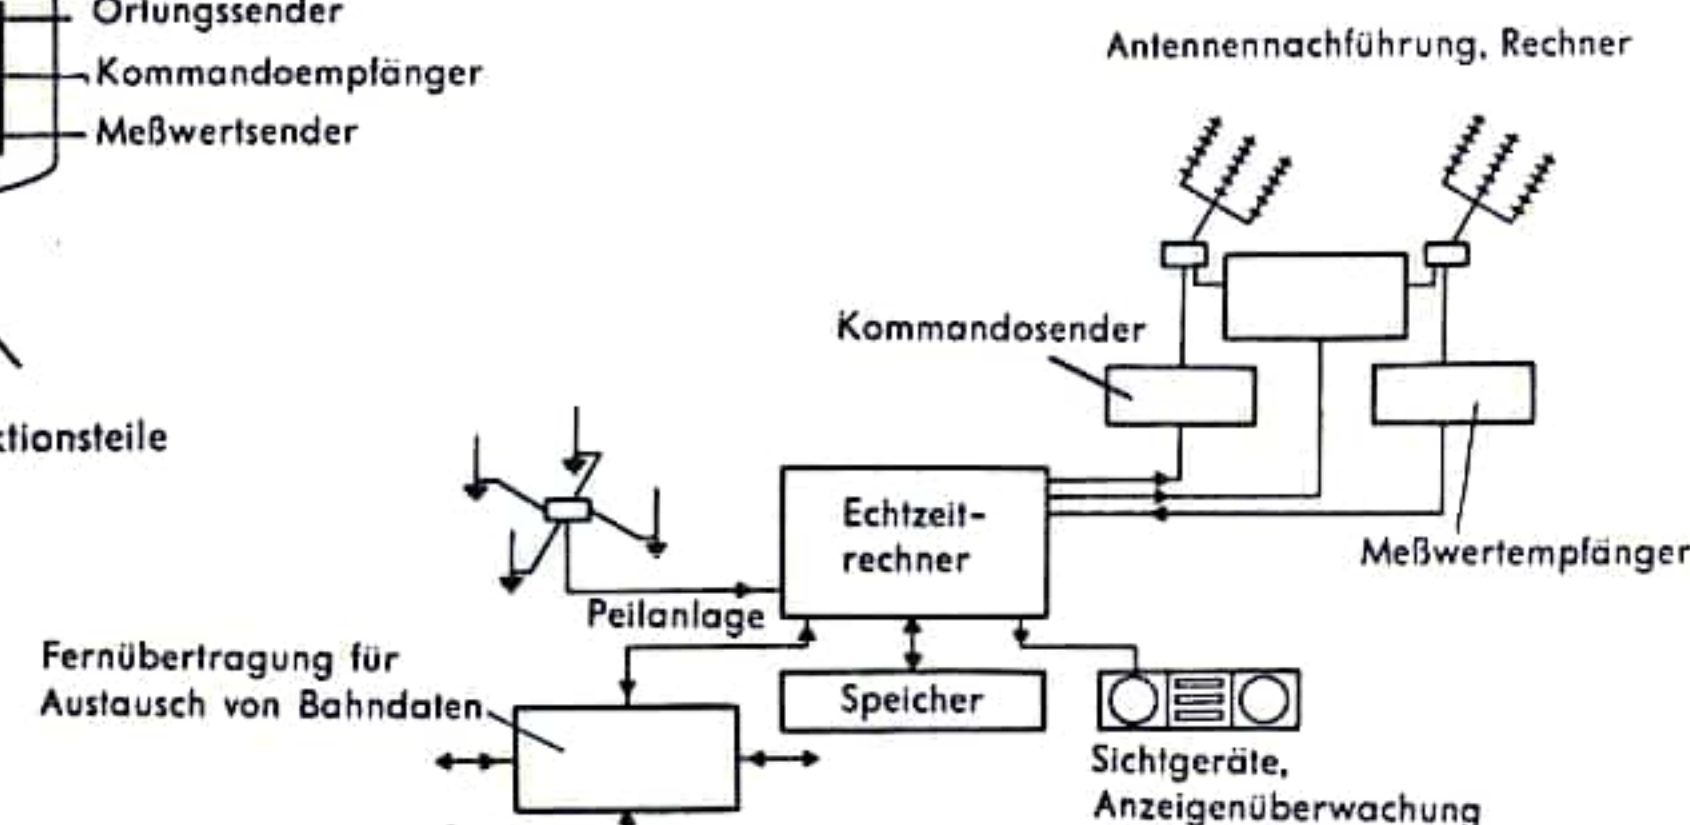 Ortungssender
Kommandoempfänger
Meßwertsender
Antennennachführung, Rechner
Kommandosender
ktionsteile
Echtzeit-
rechner
Meßwertempfänger
Peilanlage
Fernübertragung für
Austausch von Bahndaten
Speicher
Sichtgeräte,
Anzeigenüberwachung